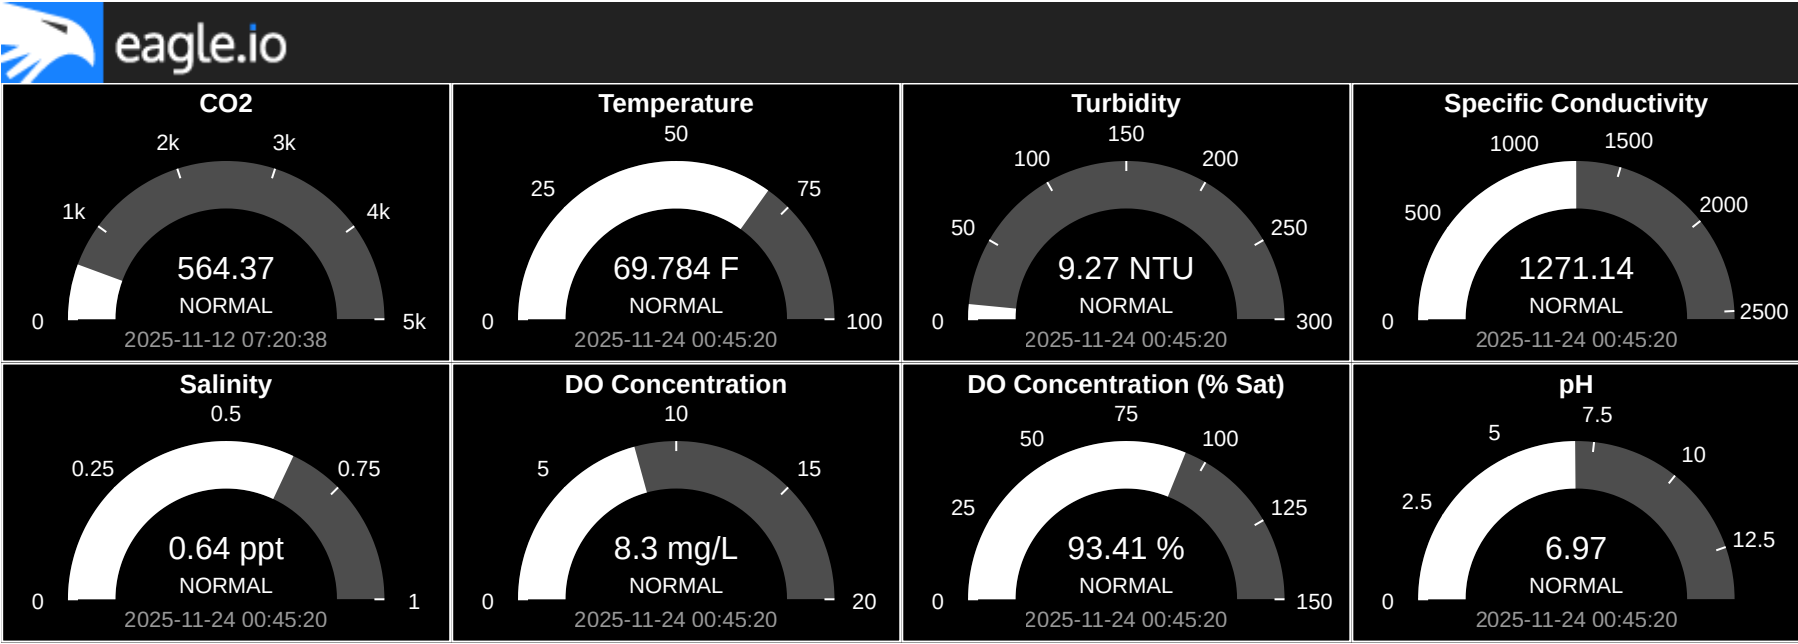 eagle.io
CO2
0
1k
2k
3k
4k
5k
564.37
NORMAL
2025-11-12 07:20:38
Temperature
0
25
50
75
100
69.784 F
NORMAL
2025-11-24 00:45:20
Turbidity
0
50
100
150
200
250
300
9.27 NTU
NORMAL
2025-11-24 00:45:20
Specific Conductivity
0
500
1000
1500
2000
2500
1271.14
NORMAL
2025-11-24 00:45:20
Salinity
0
0.25
0.5
0.75
1
0.64 ppt
NORMAL
2025-11-24 00:45:20
DO Concentration
0
5
10
15
20
8.3 mg/L
NORMAL
2025-11-24 00:45:20
DO Concentration (% Sat)
0
25
50
75
100
125
150
93.41 %
NORMAL
2025-11-24 00:45:20
pH
0
2.5
5
7.5
10
12.5
6.97
NORMAL
2025-11-24 00:45:20